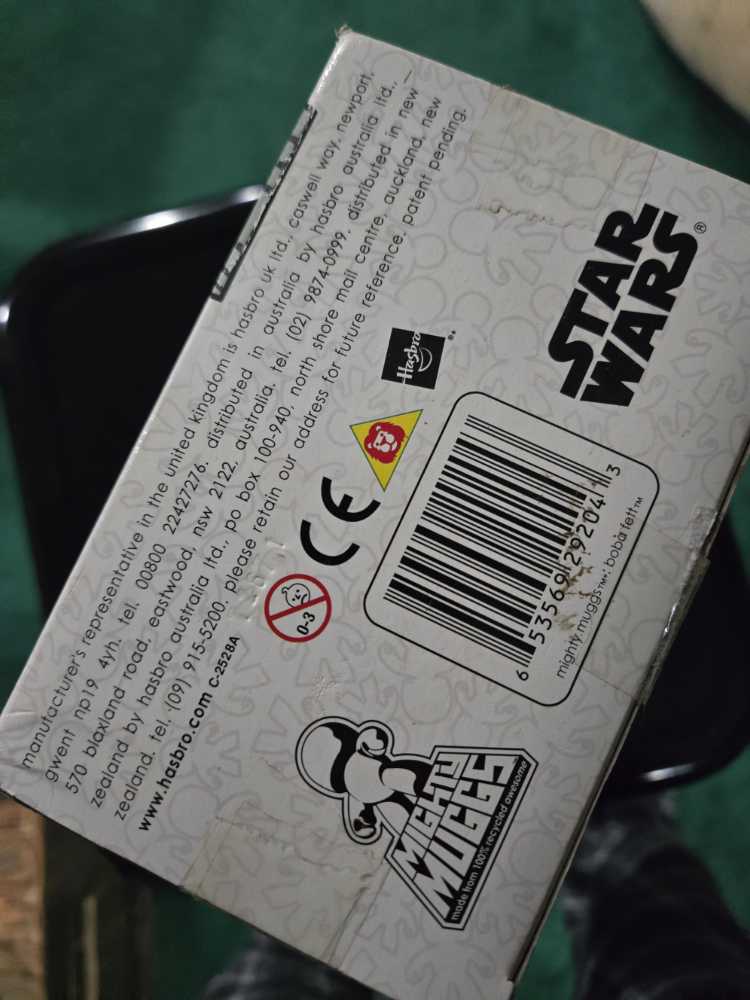 manufacturer's representative in the united kingdom is hasbro uk ltd., caswell way, newport,
gwent np19 4yh. tel. 00800 22427276. distributed in australia by hasbro australia ltd.,
570 blaxland road, eastwood, nsw 2122, australia. tel. (02) 9874-0999. distributed in new
zealand by hasbro australia ltd., po box 100-940, north shore mail centre, auckland, new
zealand. tel. (09) 915-5200. please retain our address for future reference. patent pending.
www.hasbro.com C-2528A
0-3
CE
Hasbro®
MIGHTY
MUGGS
made from 100% recycled awesome
6 53569 29204 3
mighty muggs™: boba fett™
STAR
WARS®